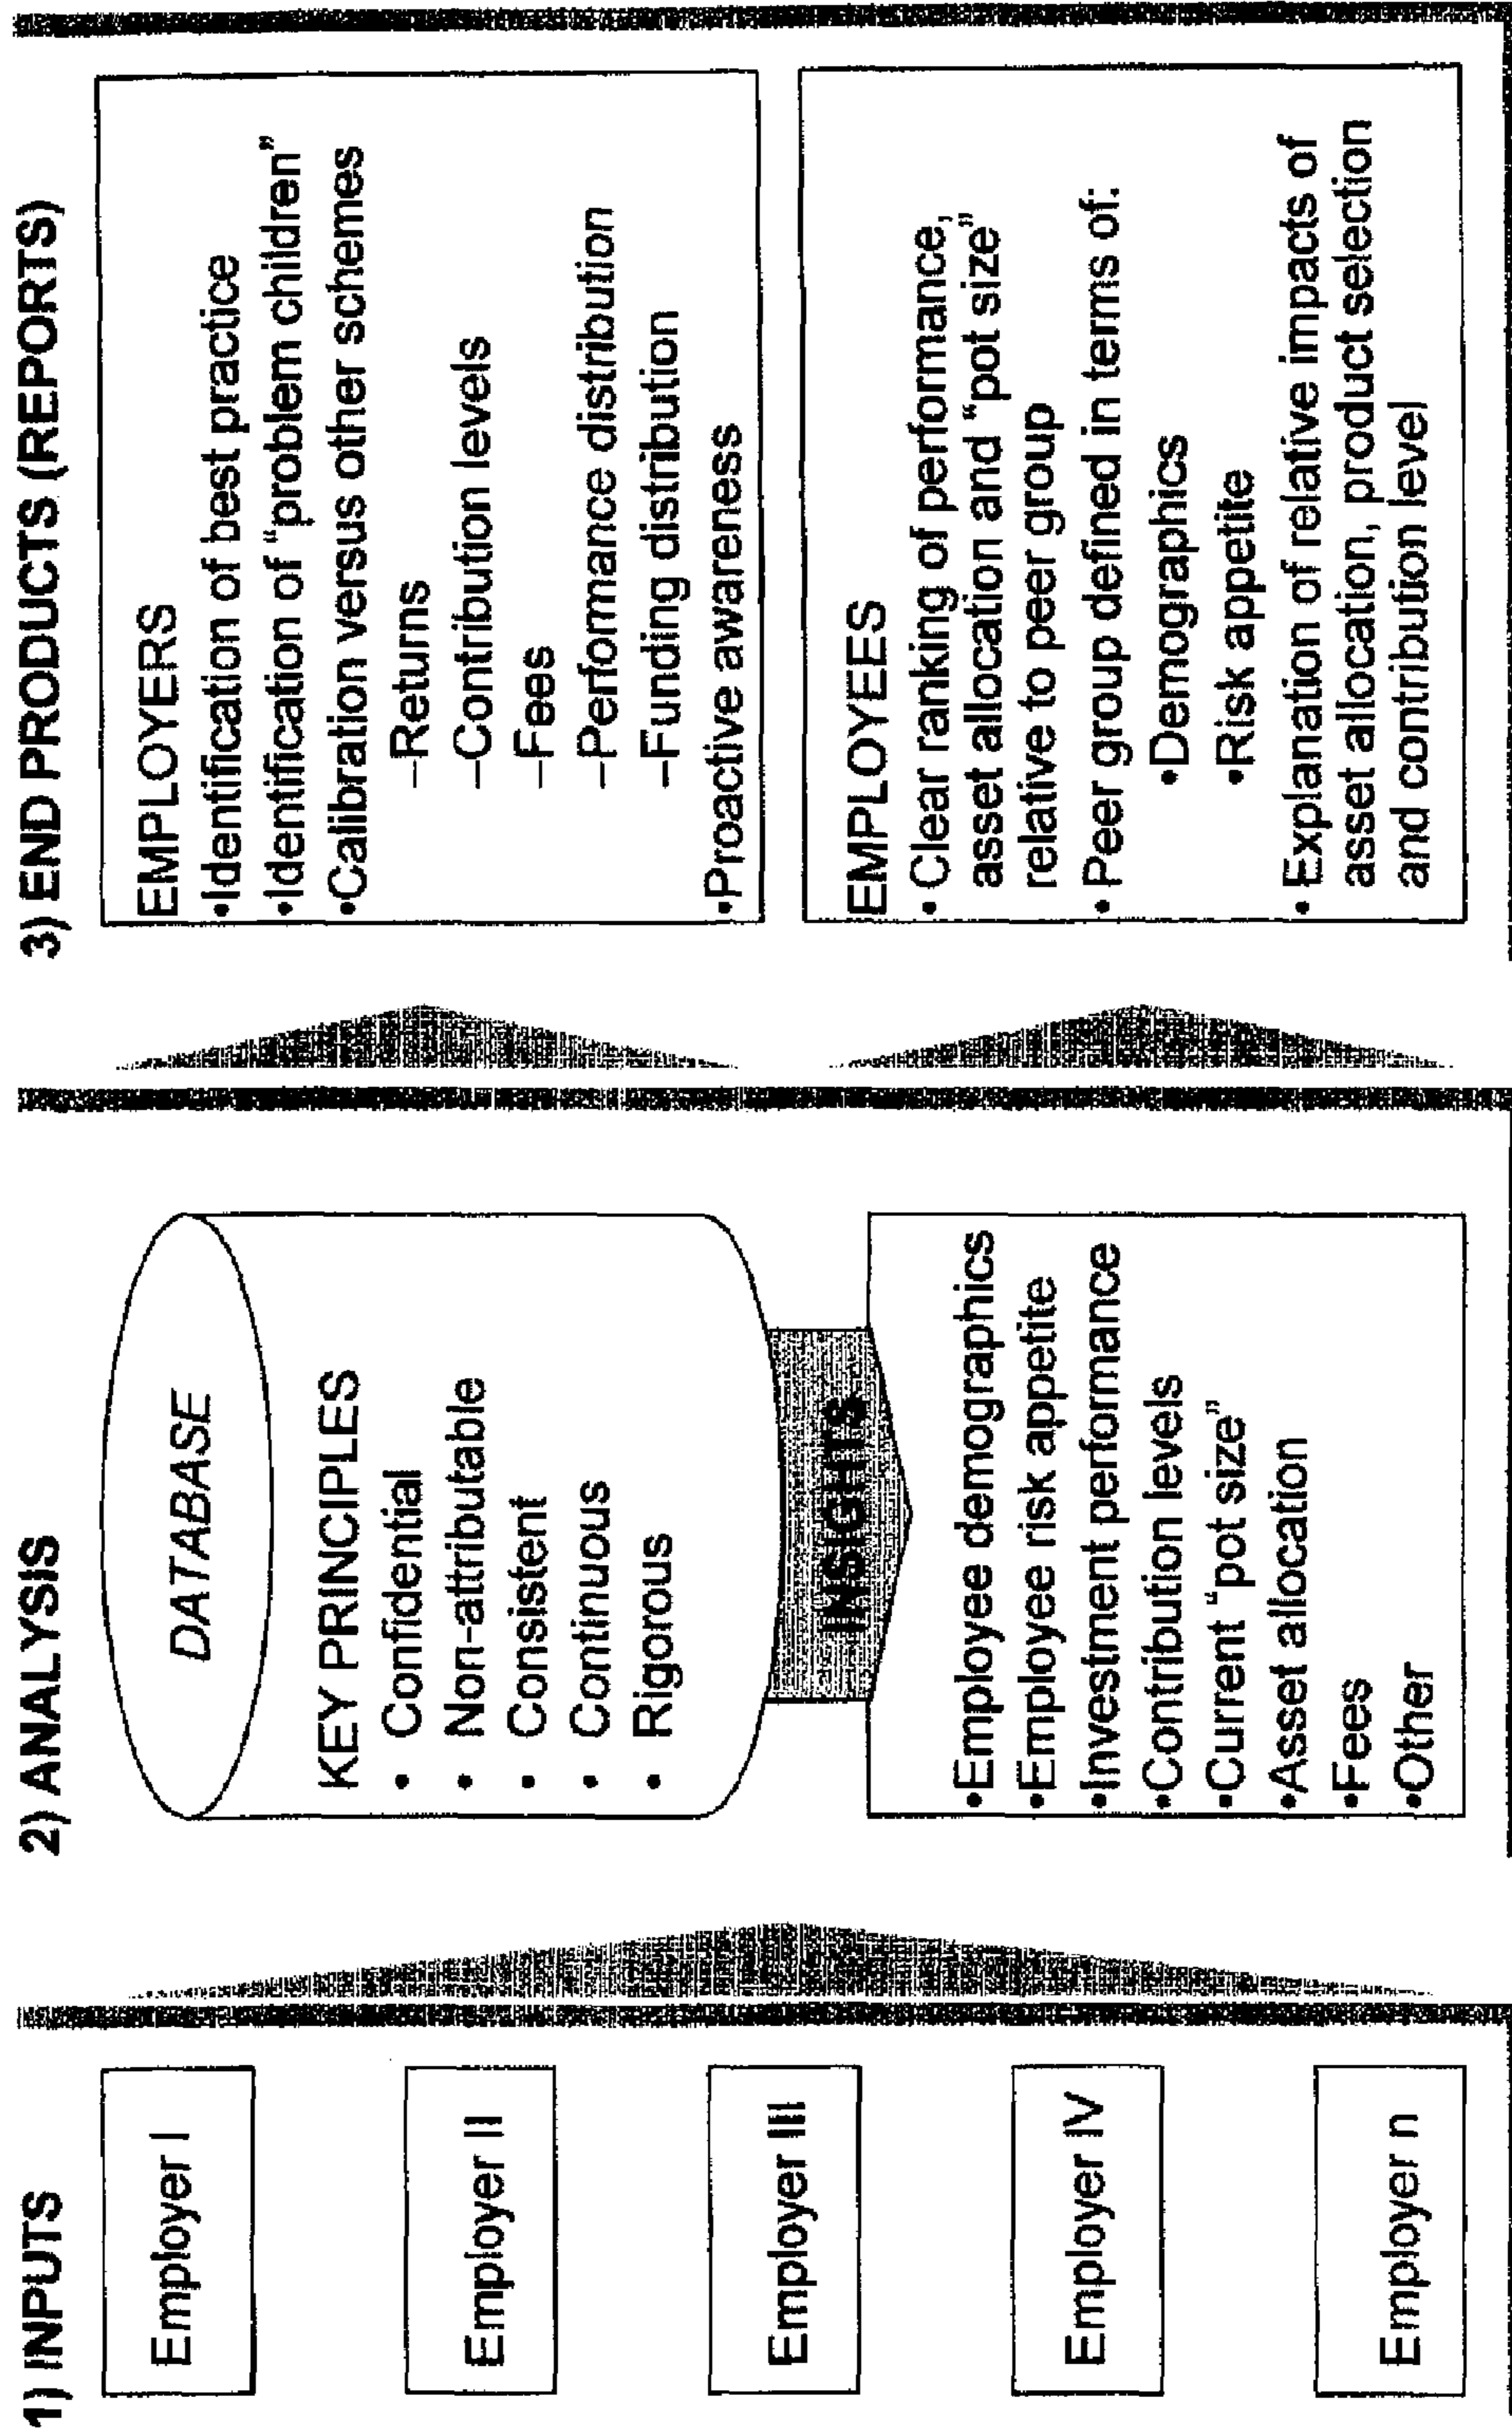 1) INPUTS
Employer I
Employer II
Employer III
Employer IV
Employer n
2) ANALYSIS
DATABASE
KEY PRINCIPLES
• Confidential
• Non-attributable
• Consistent
• Continuous
• Rigorous
INSIGHTS
•Employee demographics
•Employee risk appetite
•Investment performance
•Contribution levels
•Current “pot size”
•Asset allocation
•Fees
•Other
3) END PRODUCTS (REPORTS)
EMPLOYERS
•Identification of best practice
•Identification of “problem children”
•Calibration versus other schemes
–Returns
–Contribution levels
–Fees
–Performance distribution
–Funding distribution
•Proactive awareness
EMPLOYEES
• Clear ranking of performance,
asset allocation and “pot size”
relative to peer group
• Peer group defined in terms of:
•Demographics
•Risk appetite
• Explanation of relative impacts of
asset allocation, product selection
and contribution level